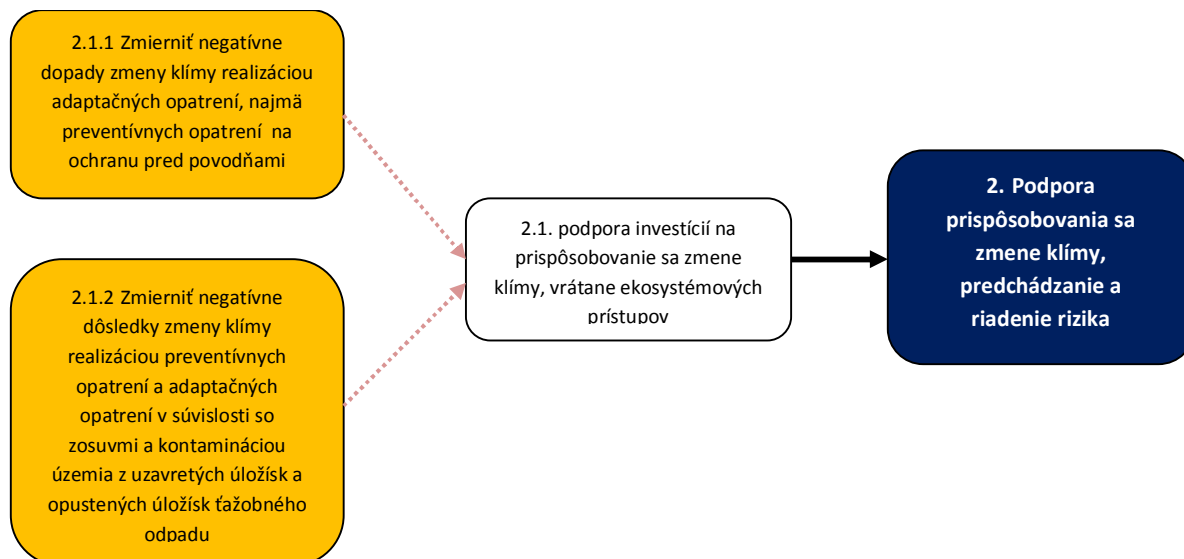 2.1.1 Zmierniť negatívne
dopady zmeny klímy realizáciou
adaptačných opatrení, najmä
preventívnych opatrení na
ochranu pred povodňami
2.1.2 Zmierniť negatívne
dôsledky zmeny klímy
realizáciou preventívnych
opatrení a adaptačných
opatrení v súvislosti so
zosuvmi a kontamináciou
územia z uzavretých úložísk a
opustených úložísk ťažobného
odpadu
2.1. podpora investícií na
prispôsobovanie sa zmene
klímy, vrátane ekosystémových
prístupov
2. Podpora
prispôsobovania sa
zmene klímy,
predchádzanie a
riadenie rizika